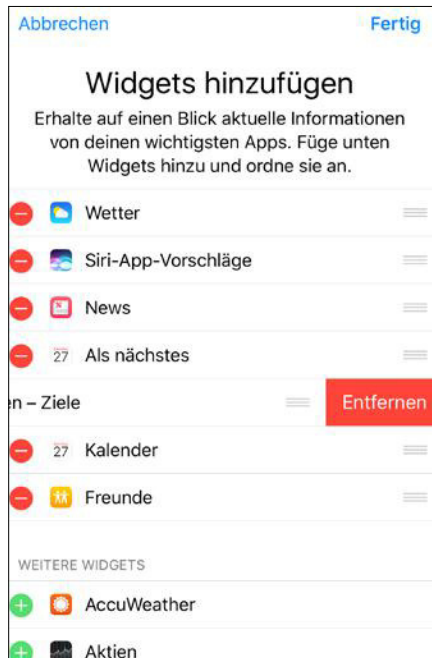 Abbrechen Fertig
Widgets hinzufügen
Erhalte auf einen Blick aktuelle Informationen
von deinen wichtigsten Apps. Füge unten
Widgets hinzu und ordne sie an.
Wetter
Siri-App-Vorschläge
News
27 Als nächstes
en – Ziele Entfernen
27 Kalender
Freunde
WEITERE WIDGETS
AccuWeather
Aktien